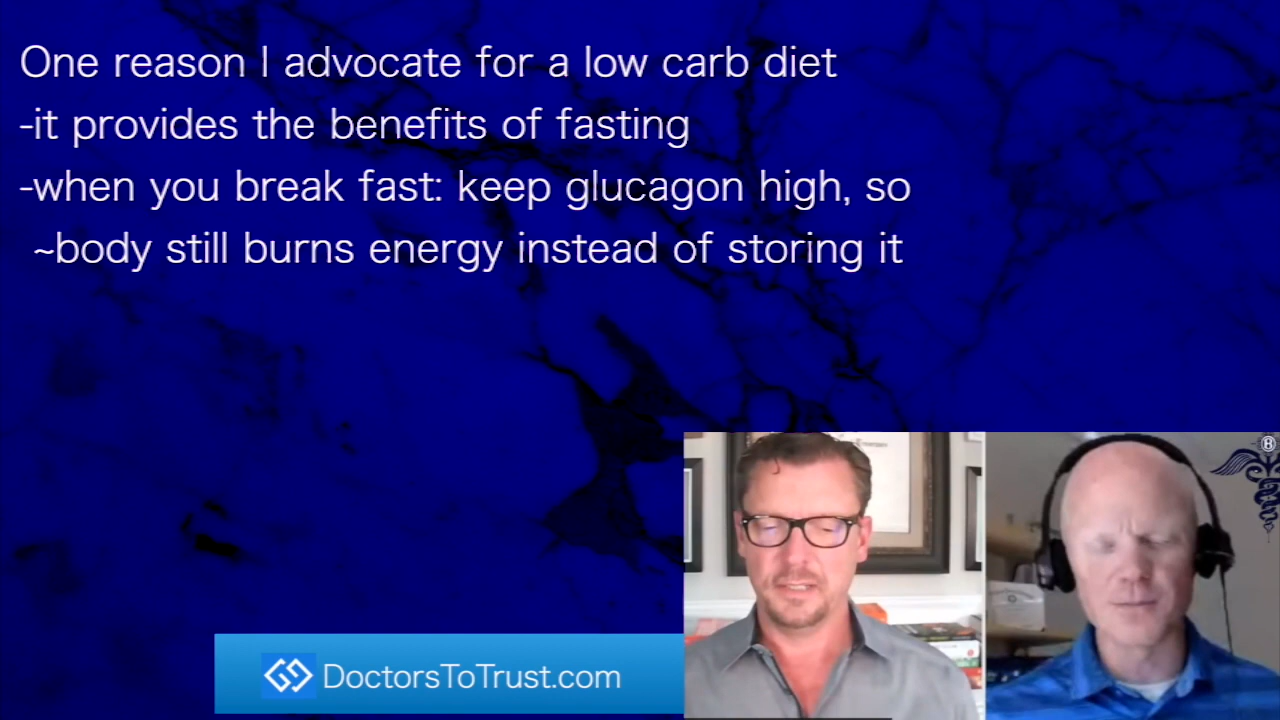 One reason I advocate for a low carb diet
-it provides the benefits of fasting
-when you break fast: keep glucagon high, so
~body still burns energy instead of storing it
DoctorsToTrust.com